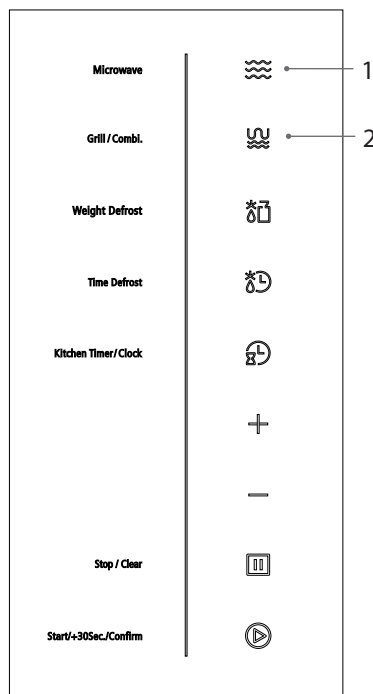 Microwave 1
Grill/Combi. 2
Weight Defrost
Time Defrost
Kitchen Timer/Clock
Stop / Clear
Start/+30Sec./Confirm